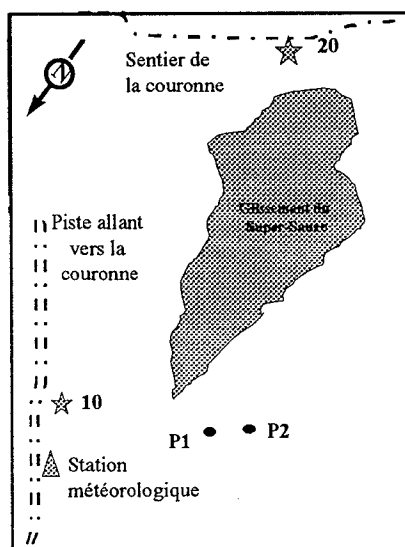 20
Sentier de
la couronne
N
Glissement du
Super-Sauze
Piste allant
vers la
couronne
10
P1
P2
Station
météorologique